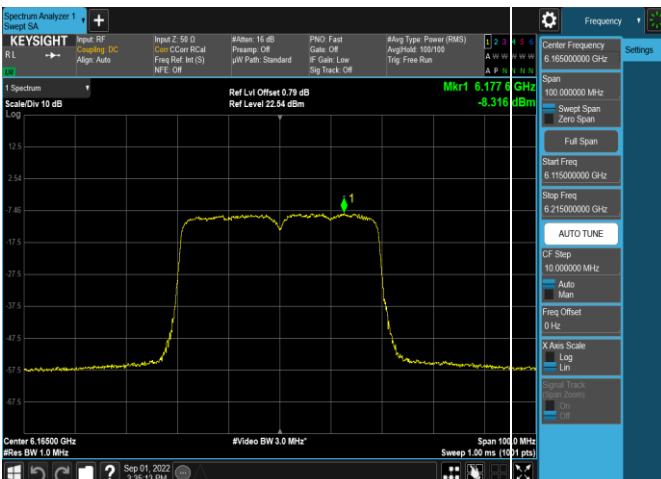 Spectrum Analyzer 1
Swept SA
+
Frequency
KEYSIGHT
Input: RF
Input Z: 50 Ω
#Atten: 16 dB
PNO: Fast
#Avg Type: Power (RMS)
1 2 3 4 5 6
R L
Coupling: DC
Corr CCorr RCal
Preamp: Off
Gate: Off
Avg|Hold: 100/100
A W W W W W
Align: Auto
Freq Ref: Int (S)
µW Path: Standard
IF Gain: Low
Trig: Free Run
NFE: Off
Sig Track: Off
A P N N N N
1 Spectrum
Ref Lvl Offset 0.79 dB
Mkr1 6.177 6 GHz
Scale/Div 10 dB
Ref Level 22.54 dBm
-8.316 dBm
Log
12.5
2.54
-7.46
-17.5
-27.5
-37.5
-47.5
-57.5
-67.5
1
Center 6.16500 GHz
#Video BW 3.0 MHz*
Span 100.0 MHz
#Res BW 1.0 MHz
Sweep 1.00 ms (1001 pts)
Sep 01, 2022
3:35:13 PM
Center Frequency
6.165000000 GHz
Settings
Span
100.000000 MHz
Swept Span
Zero Span
Full Span
Start Freq
6.115000000 GHz
Stop Freq
6.215000000 GHz
AUTO TUNE
CF Step
10.000000 MHz
Auto
Man
Freq Offset
0 Hz
X Axis Scale
Log
Lin
Signal Track
(Span Zoom)
On
Off